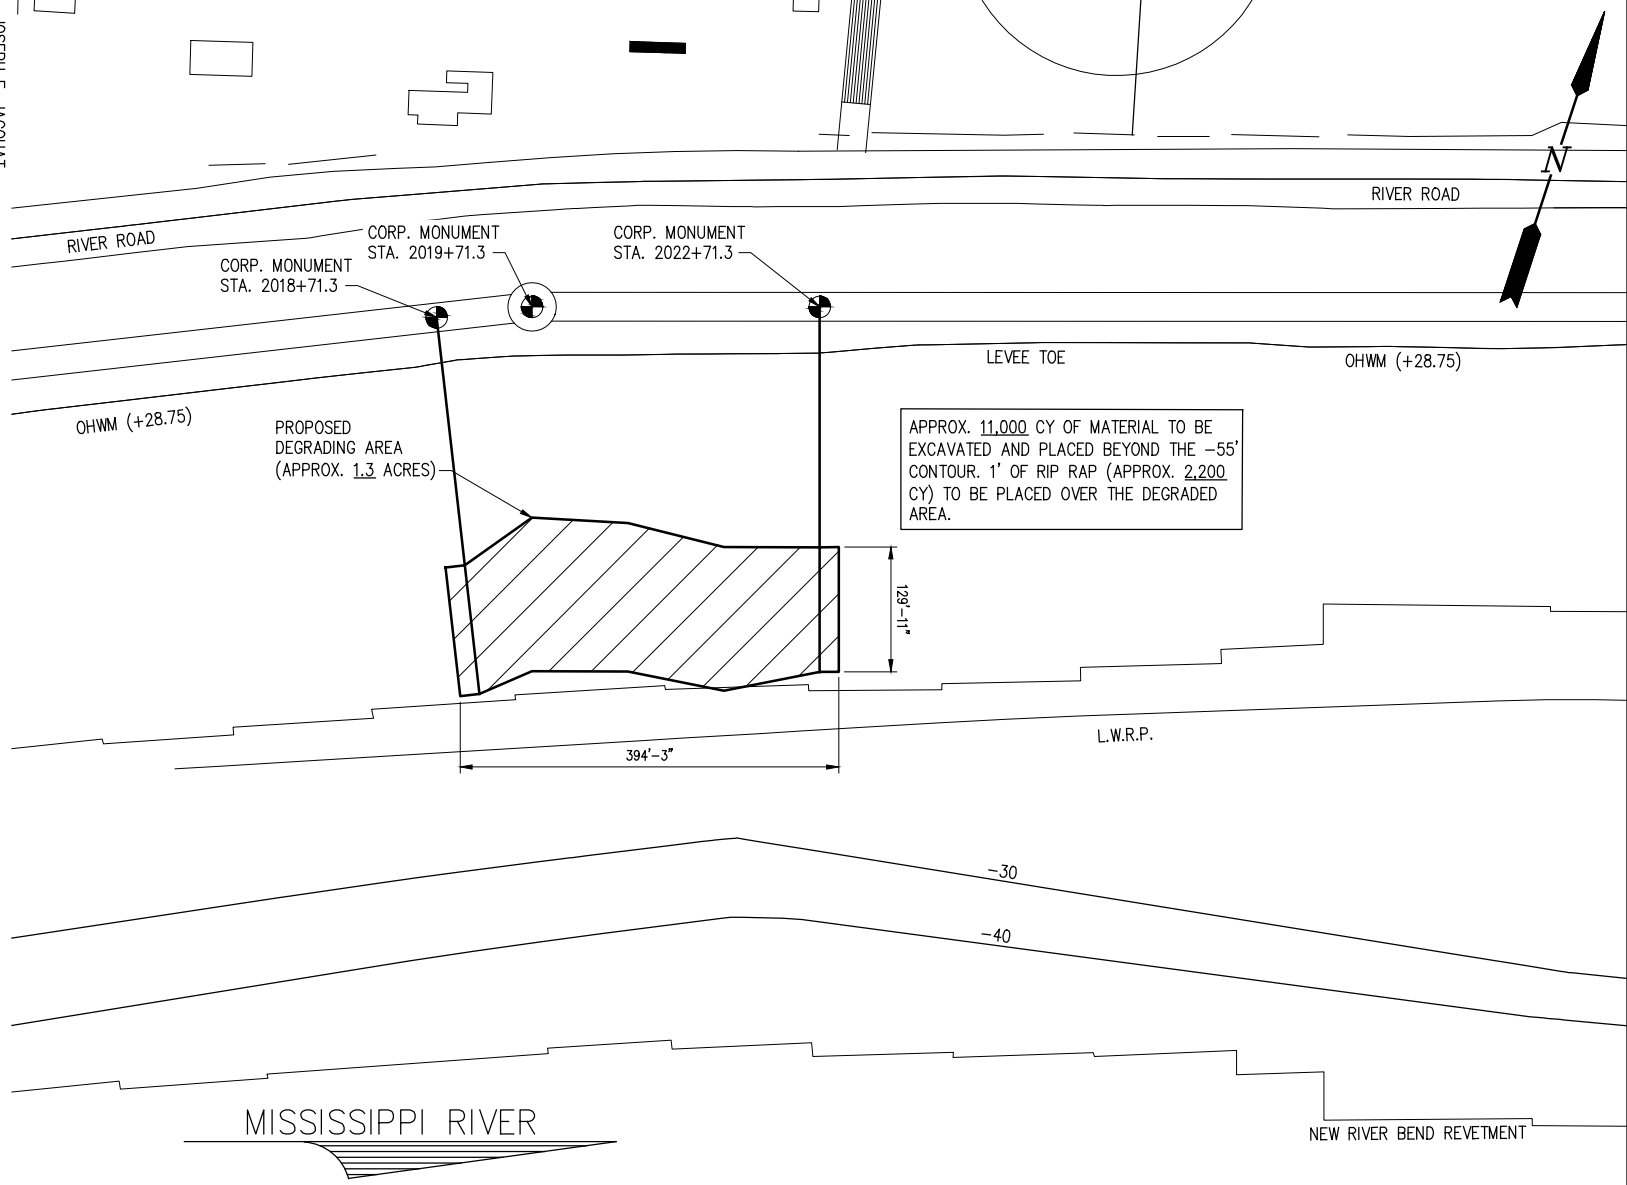 N
RIVER ROAD
RIVER ROAD
CORP. MONUMENT
STA. 2019+71.3
CORP. MONUMENT
STA. 2022+71.3
CORP. MONUMENT
STA. 2018+71.3
LEVEE TOE
OHWM (+28.75)
OHWM (+28.75)
PROPOSED
DEGRADING AREA
(APPROX. 1.3 ACRES)
APPROX. 11,000 CY OF MATERIAL TO BE
EXCAVATED AND PLACED BEYOND THE -55'
CONTOUR. 1' OF RIP RAP (APPROX. 2,200
CY) TO BE PLACED OVER THE DEGRADED
AREA.
129'-11"
L.W.R.P.
394'-3"
-30
-40
MISSISSIPPI RIVER
NEW RIVER BEND REVETMENT